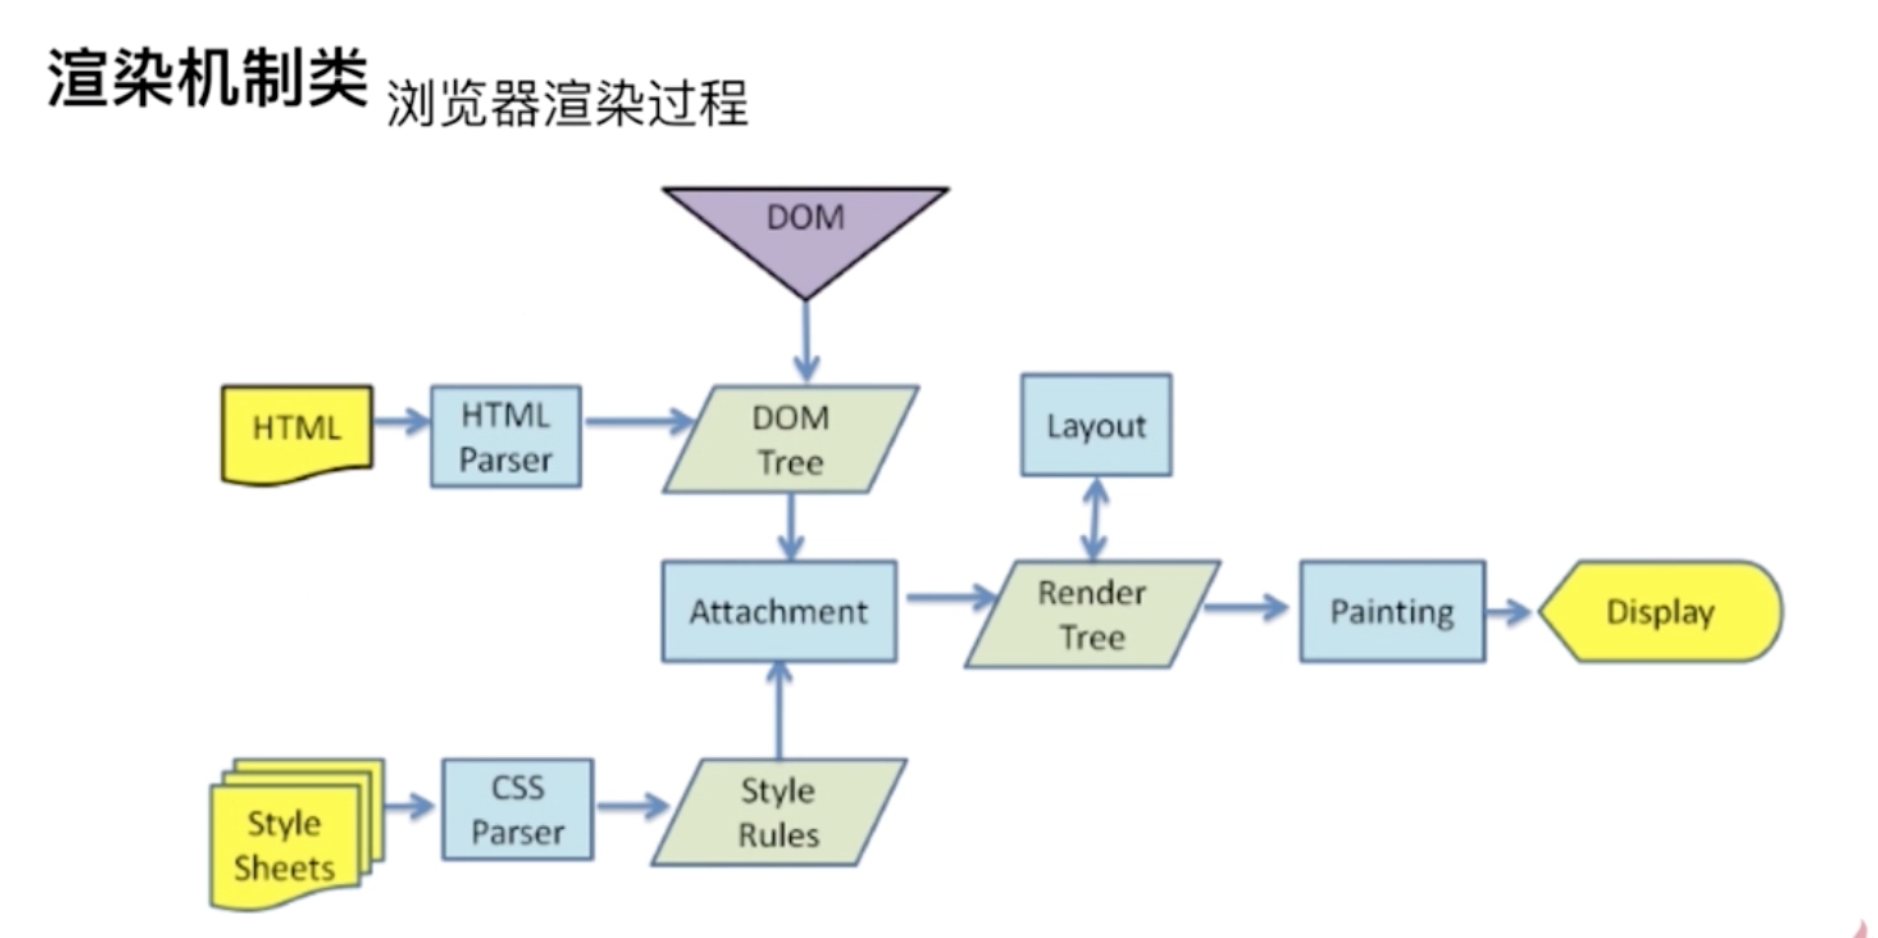 渲染机制类 浏览器渲染过程
DOM
HTML
HTML
Parser
DOM
Tree
Layout
Attachment
Render
Tree
Painting
Display
Style
Sheets
CSS
Parser
Style
Rules